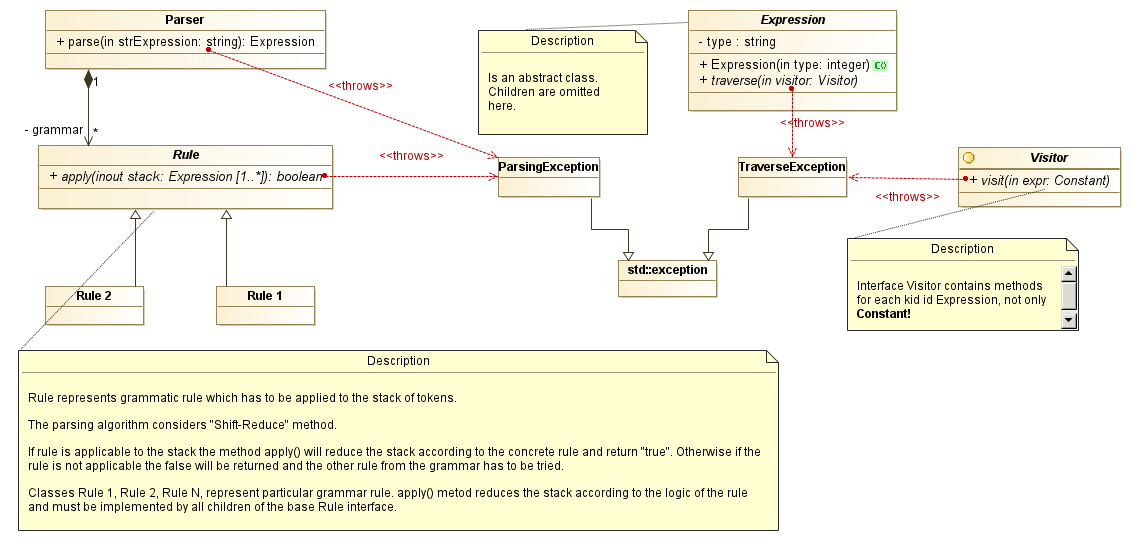 Parser
+ parse(in strExpression: string): Expression
1
- grammar
*
<<throws>>
Rule
+ apply(inout stack: Expression [1..*]): boolean
<<throws>>
Rule 2
Rule 1
Description
Is an abstract class.
Children are omitted
here.
Expression
- type : string
+ Expression(in type: integer)
+ traverse(in visitor: Visitor)
<<throws>>
ParsingException
TraverseException
Visitor
+ visit(in expr: Constant)
<<throws>>
std::exception
Description
Interface Visitor contains methods
for each kid id Expression, not only
Constant!
Description
Rule represents grammatic rule which has to be applied to the stack of tokens.
The parsing algorithm considers "Shift-Reduce" method.
If rule is applicable to the stack the method apply() will reduce the stack according to the concrete rule and return "true". Otherwise if the
rule is not applicable the false will be returned and the other rule from the grammar has to be tried.
Classes Rule 1, Rule 2, Rule N, represent particular grammar rule. apply() metod reduces the stack according to the logic of the rule
and must be implemented by all children of the base Rule interface.